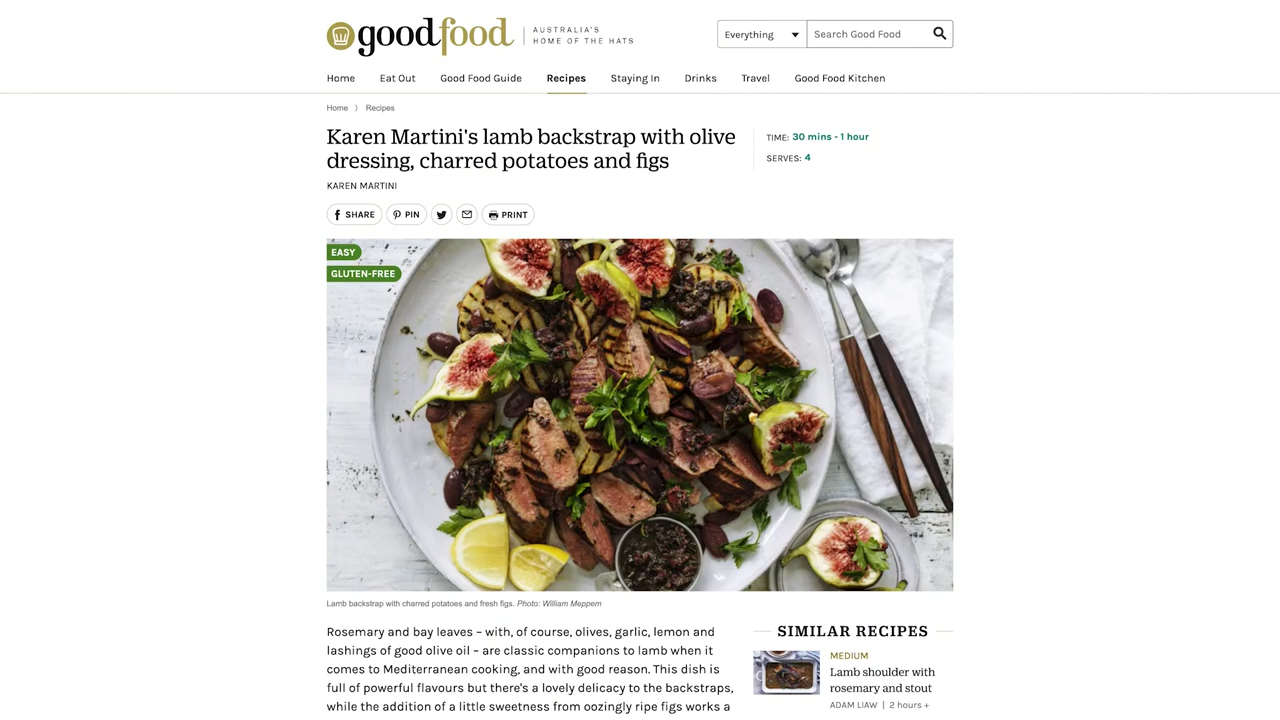 goodfood
AUSTRALIA'S
HOME OF THE HATS
Everything
Search Good Food
Home Eat Out Good Food Guide Recipes Staying In Drinks Travel Good Food Kitchen
Home 〉 Recipes
Karen Martini's lamb backstrap with olive
dressing, charred potatoes and figs
TIME: 30 mins - 1 hour
SERVES: 4
KAREN MARTINI
SHARE PIN PRINT
EASY
GLUTEN-FREE
Lamb backstrap with charred potatoes and fresh figs. Photo: William Meppem
Rosemary and bay leaves – with, of course, olives, garlic, lemon and
lashings of good olive oil – are classic companions to lamb when it
comes to Mediterranean cooking, and with good reason. This dish is
full of powerful flavours but there's a lovely delicacy to the backstraps,
while the addition of a little sweetness from oozingly ripe figs works a
SIMILAR RECIPES
MEDIUM
Lamb shoulder with
rosemary and stout
ADAM LIAW | 2 hours +